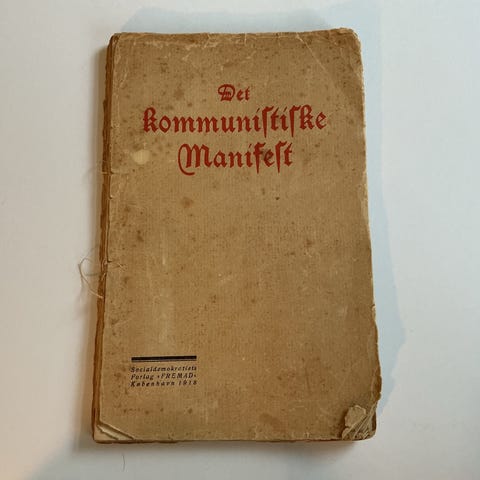 Det
kommuniſtiſke
Manifeſt
Socialdemokratiets
Forlag »FREMAD«
København 1918